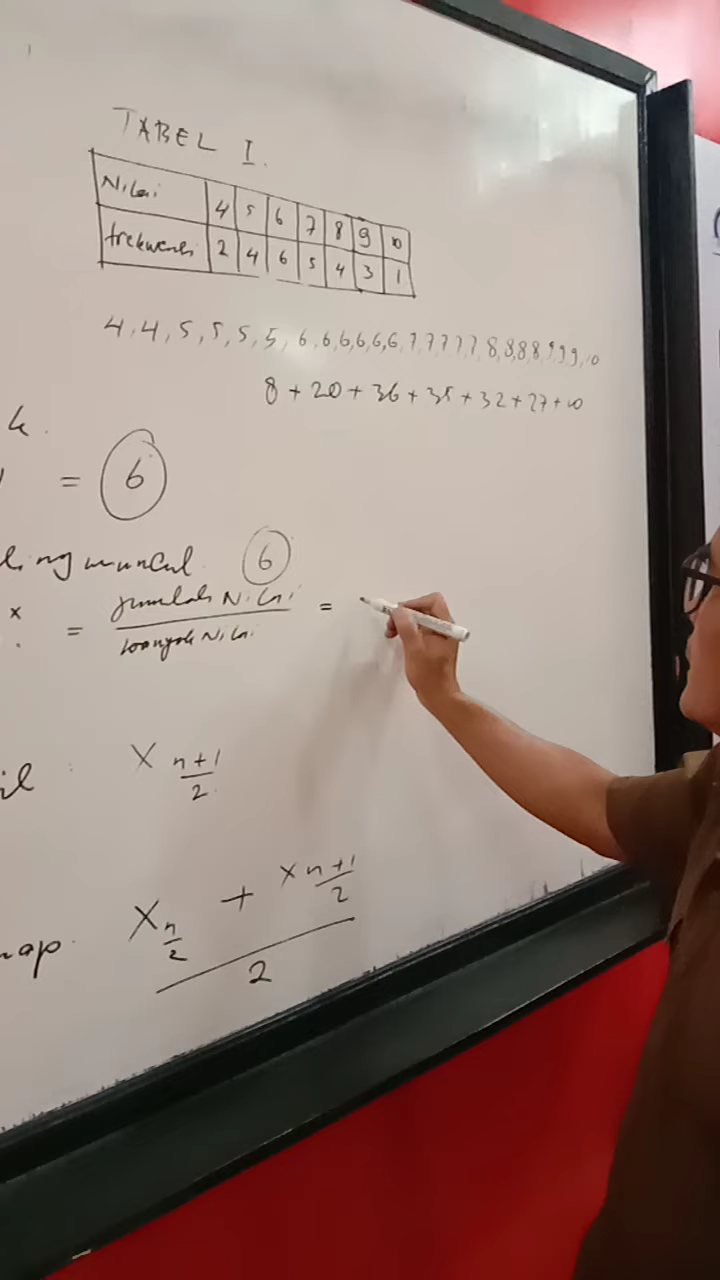 TABEL I.
Nilai 4 5 6 7 8 9 10
frekuensi 2 4 6 5 4 3 1
4, 4, 5, 5, 5, 5, 6, 6, 6, 6, 6, 6, 7, 7, 7, 7, 7, 8, 8, 8, 8, 9, 9, 9, 10
8 + 20 + 36 + 35 + 32 + 27 + 10
k.
= 6
ling muncul 6
x = jumlah Nilai / banyak Nilai =
il : X n+1/2
nap. X n/2 + X n+1/2
2